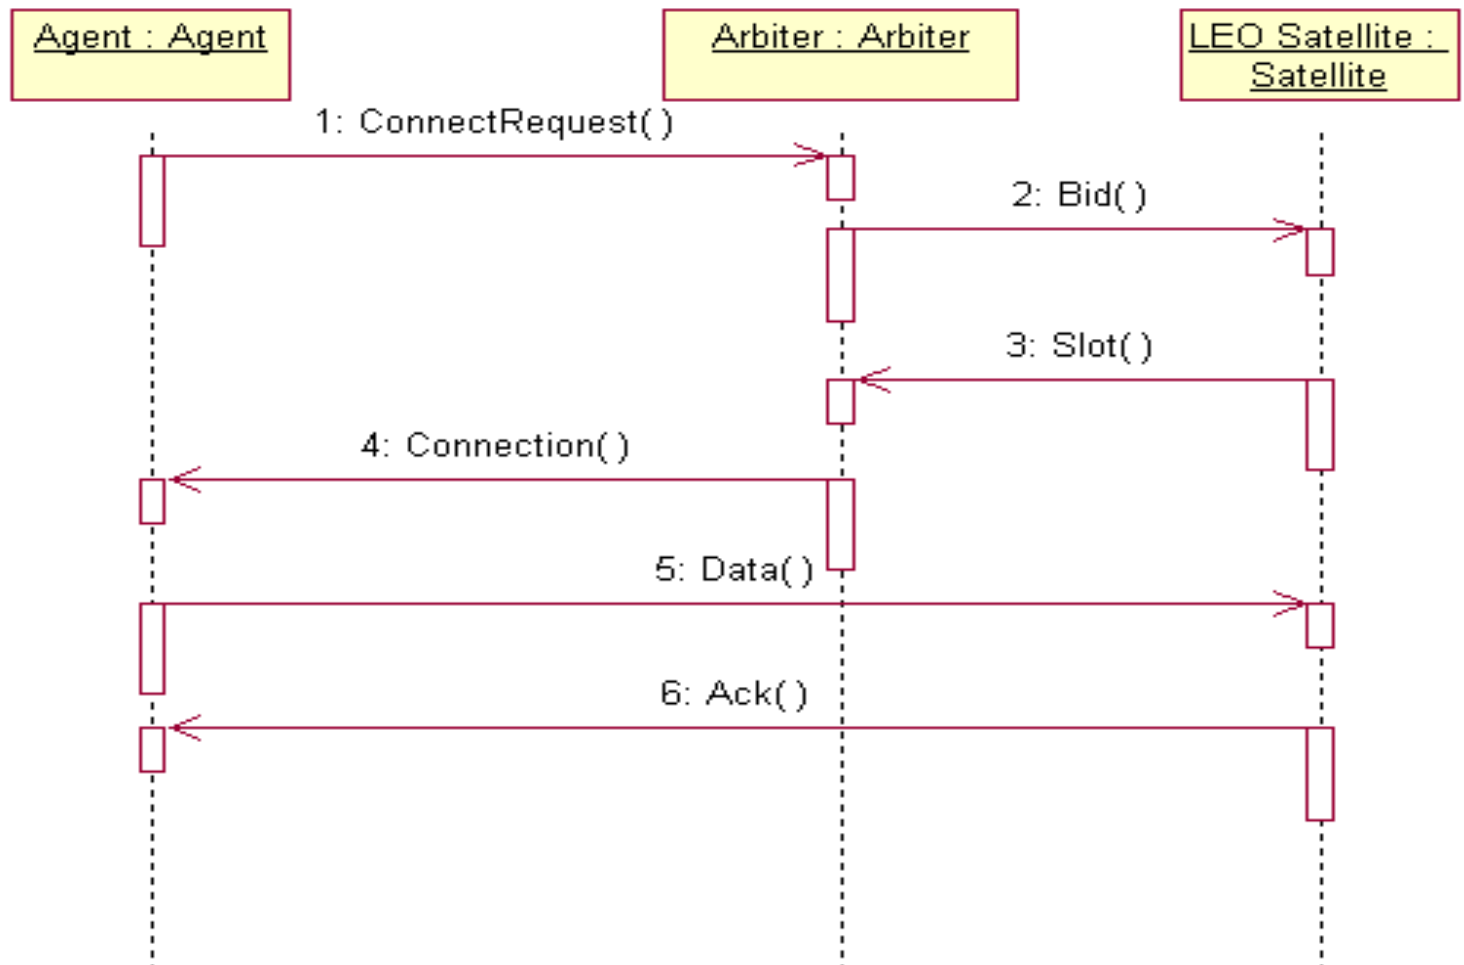 Agent : Agent
Arbiter : Arbiter
LEO Satellite :
Satellite
1: ConnectRequest( )
2: Bid( )
3: Slot( )
4: Connection( )
5: Data( )
6: Ack( )